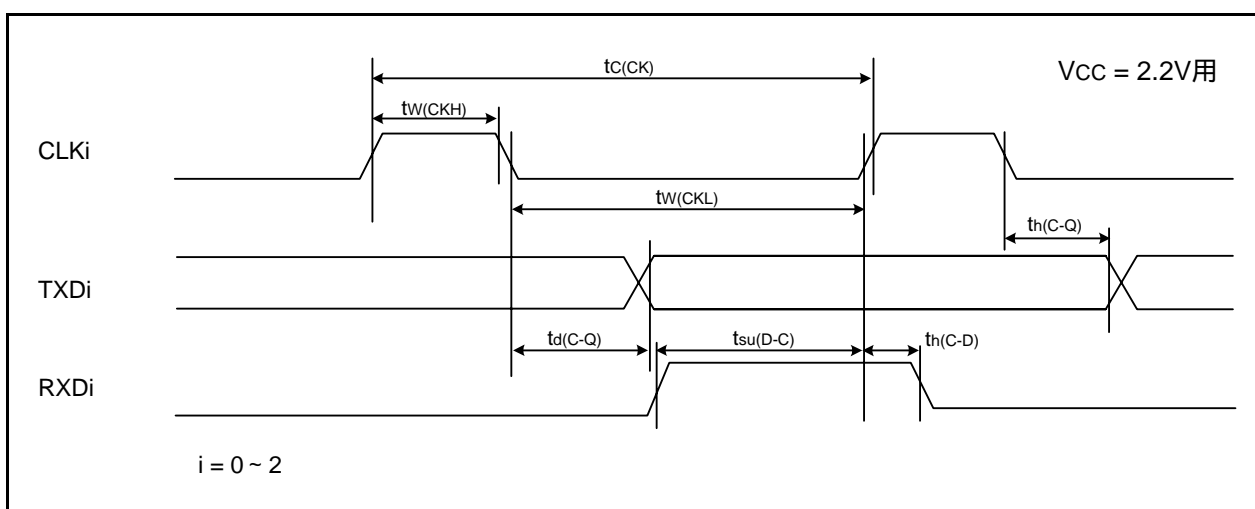 tC(CK)
VCC = 2.2V用
tW(CKH)
CLKi
tW(CKL)
th(C-Q)
TXDi
td(C-Q)
tsu(D-C)
th(C-D)
RXDi
i = 0 ~ 2